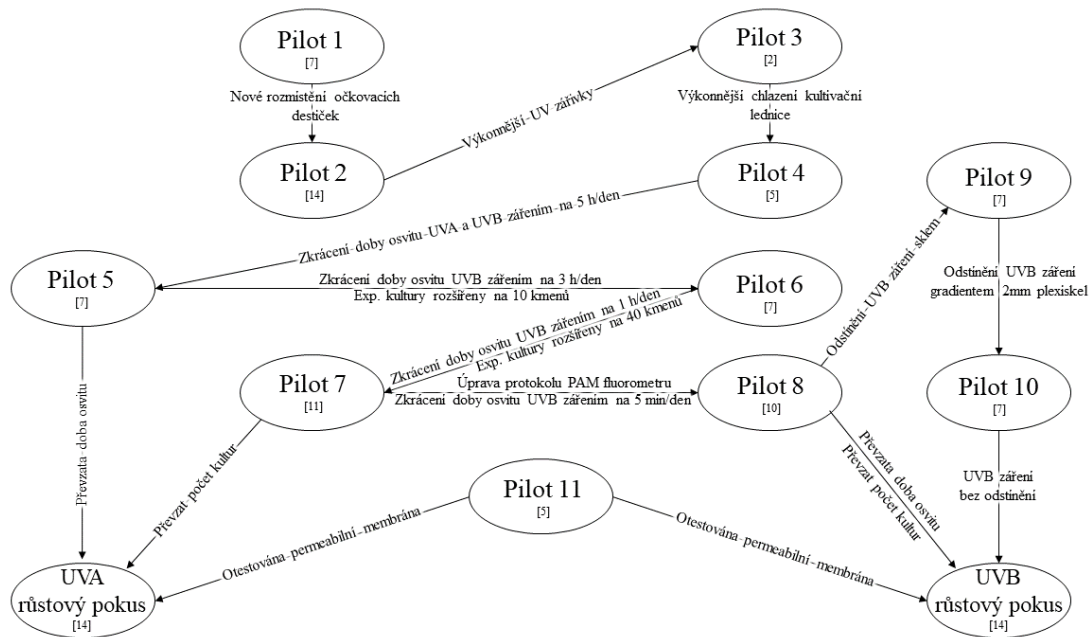 Pilot 1
[7]
Pilot 3
[2]
Nové rozmístění očkovacích
destiček
Výkonnější UV zářivky
Výkonnější chlazení kultivační
lednice
Pilot 2
[14]
Pilot 4
[5]
Pilot 9
[7]
Zkrácení doby osvitu UVA a UVB zářením na 5 h/den
Odstínění UVB záření sklem
Odstínění UVB záření
gradientem 2mm plexiskel
Pilot 5
[7]
Zkrácení doby osvitu UVB zářením na 3 h/den
Exp. kultury rozšířeny na 10 kmenů
Pilot 6
[7]
Zkrácení doby osvitu UVB zářením na 1 h/den
Exp. kultury rozšířeny na 40 kmenů
Pilot 7
[11]
Úprava protokolu PAM fluorometru
Zkrácení doby osvitu UVB zářením na 5 min/den
Pilot 8
[10]
Pilot 10
[7]
Převzata doba osvitu
Převzat počet kultur
Převzata doba osvitu
Převzat počet kultur
UVB záření
bez odstínění
Pilot 11
[5]
Otestována permeabilní membrána
Otestována permeabilní membrána
UVA
růstový pokus
[14]
UVB
růstový pokus
[14]